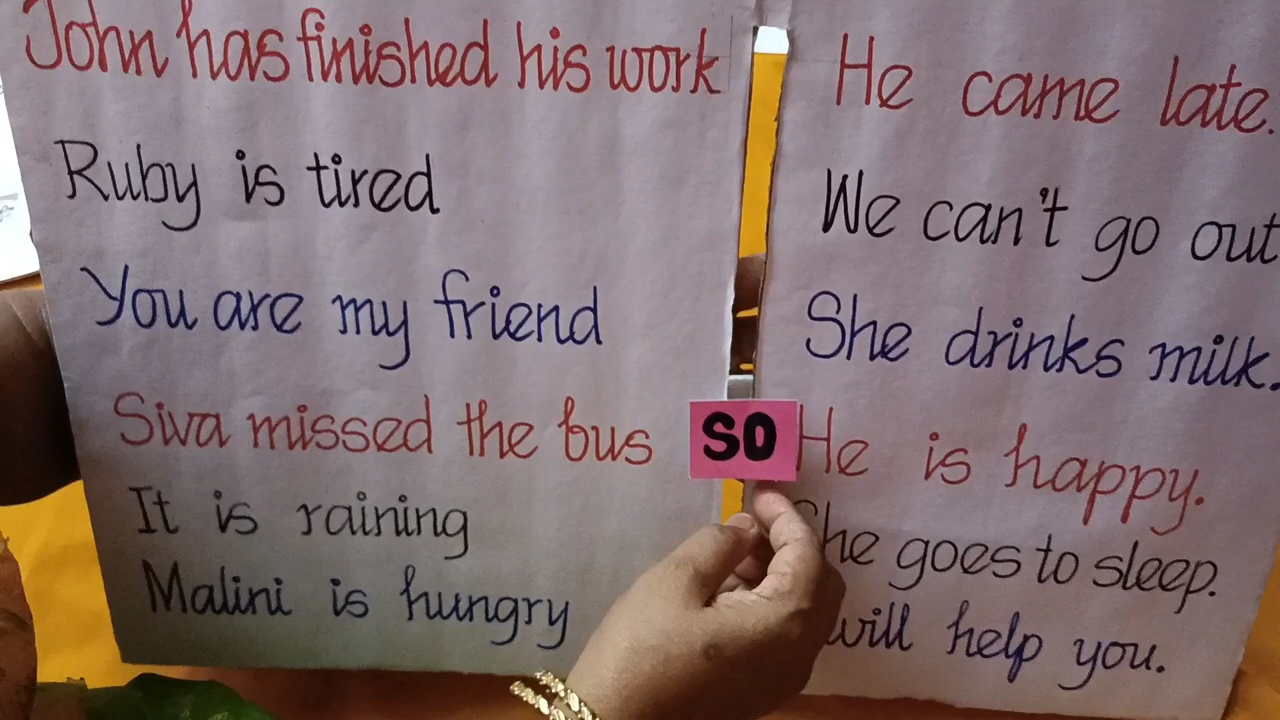 John has finished his work
Ruby is tired
You are my friend
Siva missed the bus
It is raining
Malini is hungry
so
He came late.
We can't go out
She drinks milk.
He is happy.
She goes to sleep.
will help you.